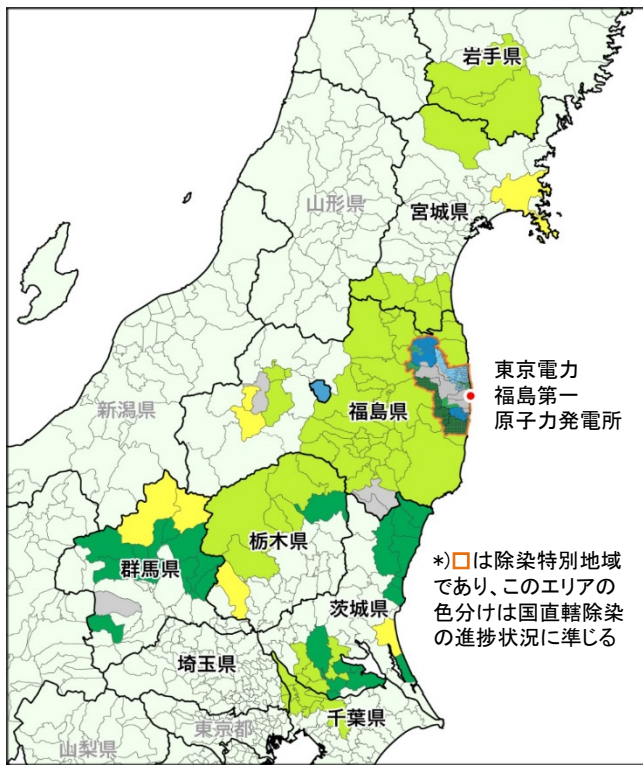 岩手県
山形県
宮城県
新潟県
福島県
東京電力
福島第一
原子力発電所
栃木県
群馬県
茨城県
*)□は除染特別地域
であり、このエリアの
色分けは国直轄除染
の進捗状況に準じる
埼玉県
東京都
千葉県
山梨県